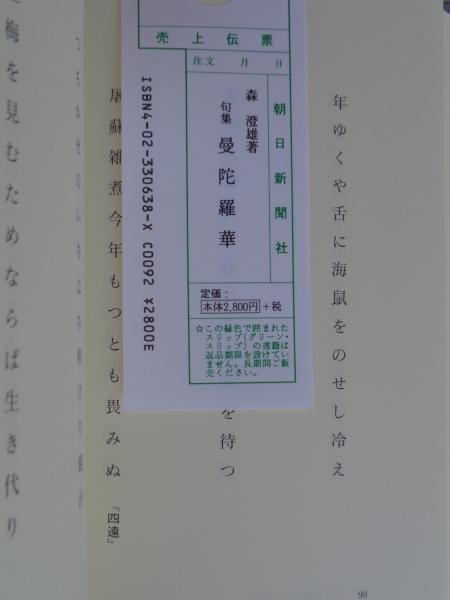 売上伝票
注文　月　日
朝日新聞社
森　澄雄著
句集　曼陀羅華
ISBN4-02-330638-X C0092 ¥2800E
定価：
本体2,800円＋税
☆この緑色で囲まれた
スリップ(グリーン・
スリップ)の書籍は
返品期限を設けてい
ません。長期間ご販
売ください。
年ゆくや舌に海鼠をのせし冷え
を待つ
屠蘇雑煮今年もつとも畏みぬ
『四遠』
梅を見むためならば生き代り
90